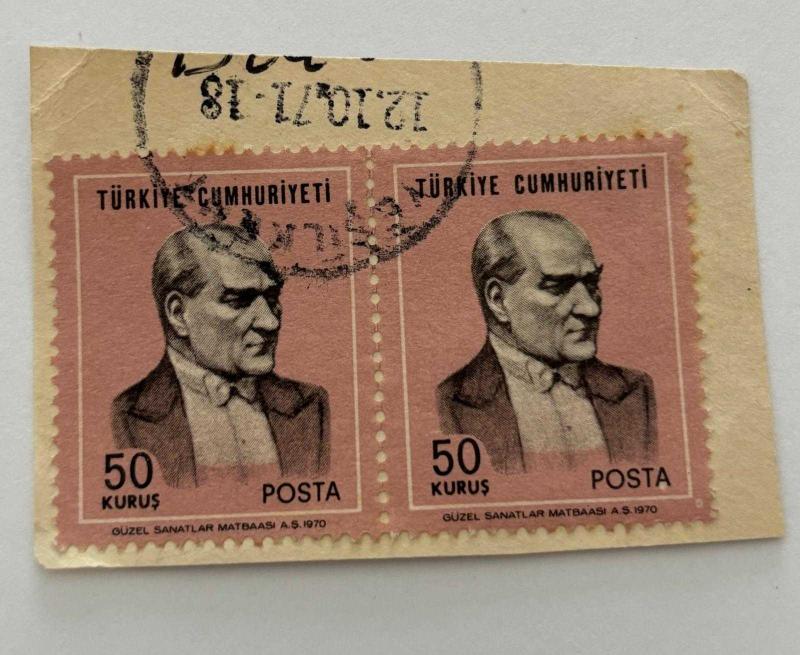 12.10.71-18
TÜRKİYE CUMHURİYETİ
50
KURUŞ
POSTA
GÜZEL SANATLAR MATBAASI A.Ş. 1970
TÜRKİYE CUMHURİYETİ
50
KURUŞ
POSTA
GÜZEL SANATLAR MATBAASI A.Ş. 1970